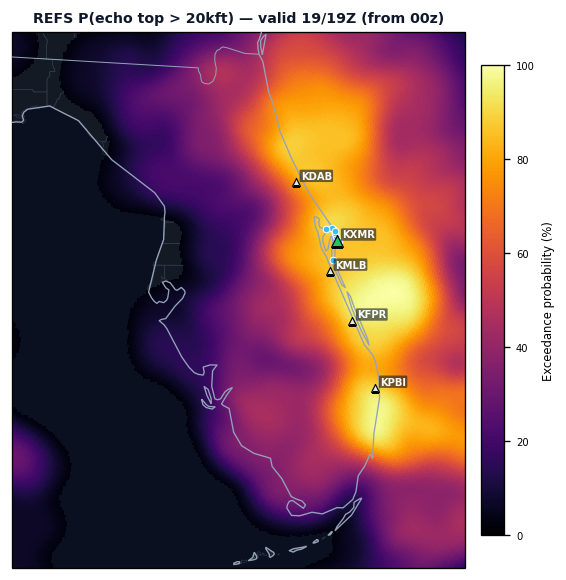 REFS P(echo top > 20kft) — valid 19/19Z (from 00z)
KDAB
KXMR
KMLB
KFPR
KPBI
100
80
60
40
20
0
Exceedance probability (%)